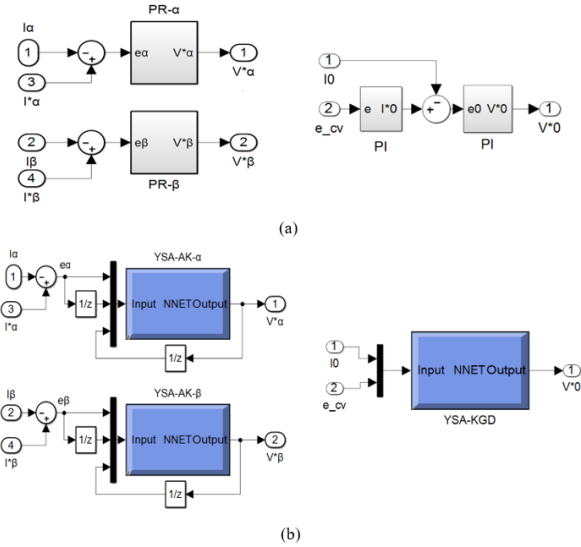 PR-α
Iα
1
eα V*α
1
V*α
3
I*α
2
Iβ
eβ V*β
2
V*β
4
I*β
PR-β
1
I0
2
e_cv
e I*0
PI
e0 V*0
PI
1
V*0
(a)
YSA-AK-α
Iα
1
eα
3
I*α
1/z
Input NNETOutput
1
V*α
1/z
YSA-AK-β
Iβ
2
eβ
4
I*β
1/z
Input NNETOutput
2
V*β
1/z
1
I0
2
e_cv
Input NNETOutput
YSA-KGD
1
V*0
(b)